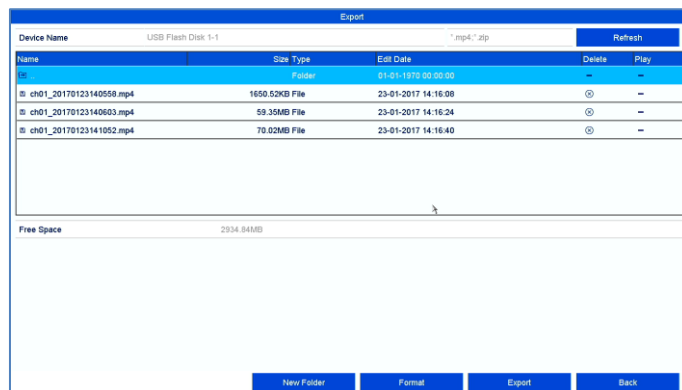 Export
Device Name USB Flash Disk 1-1 *.mp4;*.zip Refresh
Name Size Type Edit Date Delete Play
.. Folder 01-01-1970 00:00:00 – –
ch01_20170123140558.mp4 1650.52KB File 23-01-2017 14:16:08 –
ch01_20170123140603.mp4 59.35MB File 23-01-2017 14:16:24 –
ch01_20170123141052.mp4 70.02MB File 23-01-2017 14:16:40 –
Free Space 2934.84MB
New Folder Format Export Back